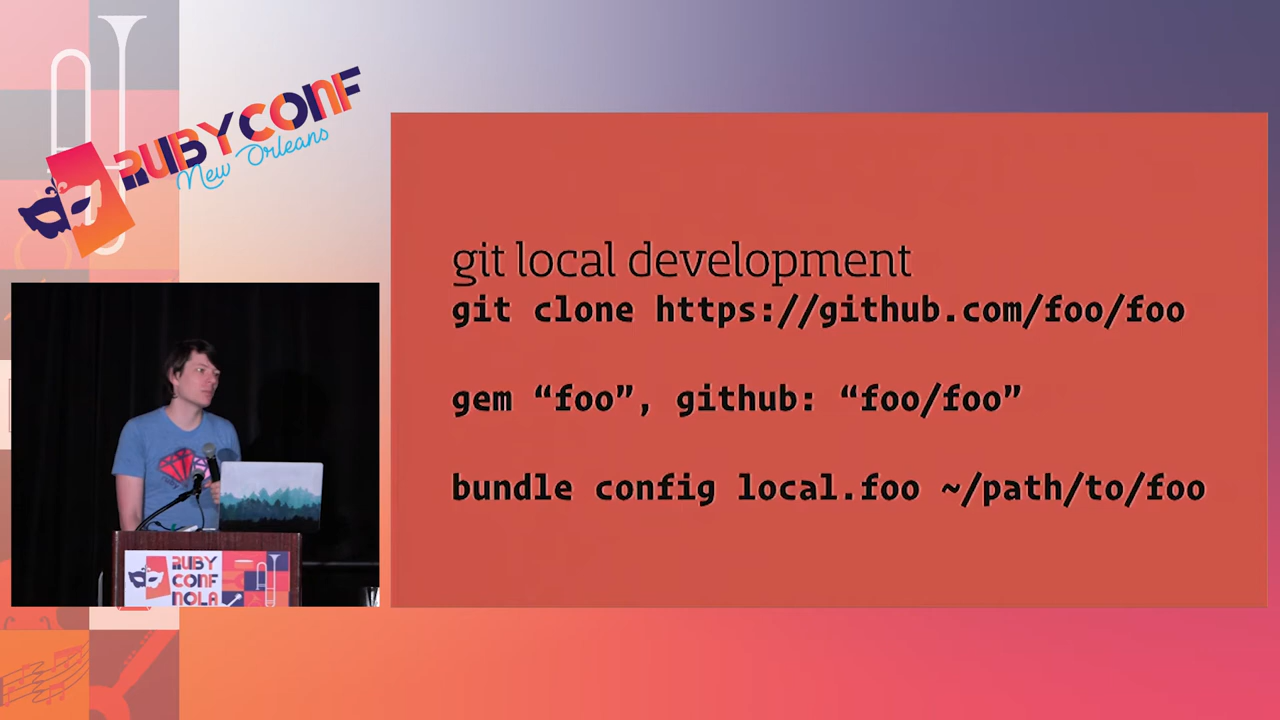 RUBYCONF
New Orleans
git local development
git clone https://github.com/foo/foo
gem “foo”, github: “foo/foo”
bundle config local.foo ~/path/to/foo
RUBY
CONF
NOLA